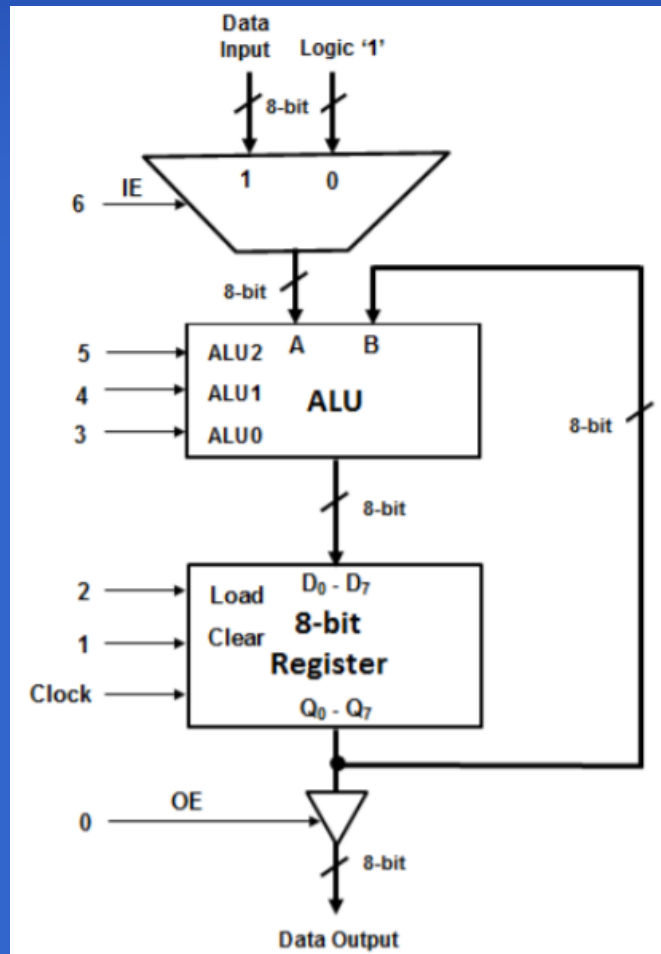 Data
Input
Logic ‘1’
8-bit
1
0
6
IE
8-bit
A
B
5
ALU2
4
ALU1
ALU
3
ALU0
8-bit
8-bit
2
Load
D0 - D7
8-bit
1
Clear
Register
Clock
Q0 - Q7
OE
0
8-bit
Data Output